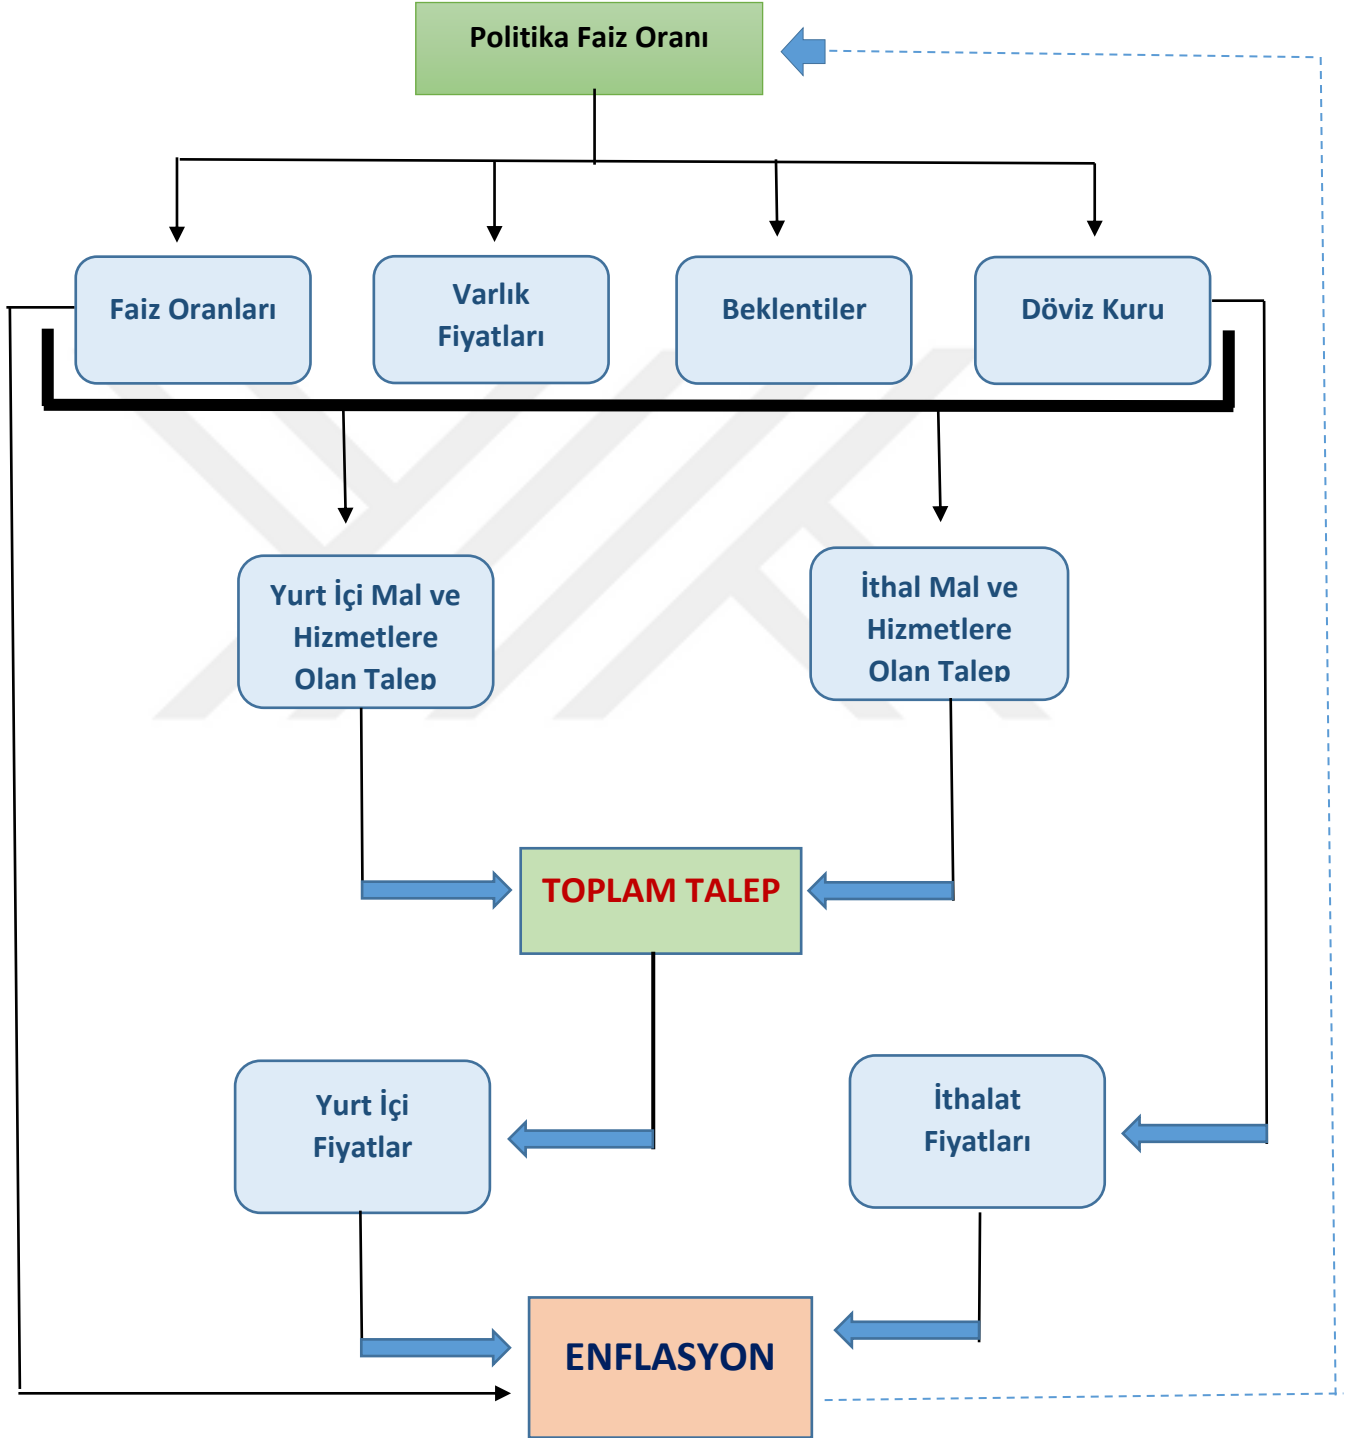 Politika Faiz Oranı
Faiz Oranları
Varlık
Fiyatları
Beklentiler
Döviz Kuru
Yurt İçi Mal ve
Hizmetlere
Olan Talep
İthal Mal ve
Hizmetlere
Olan Talep
TOPLAM TALEP
Yurt İçi
Fiyatlar
İthalat
Fiyatları
ENFLASYON